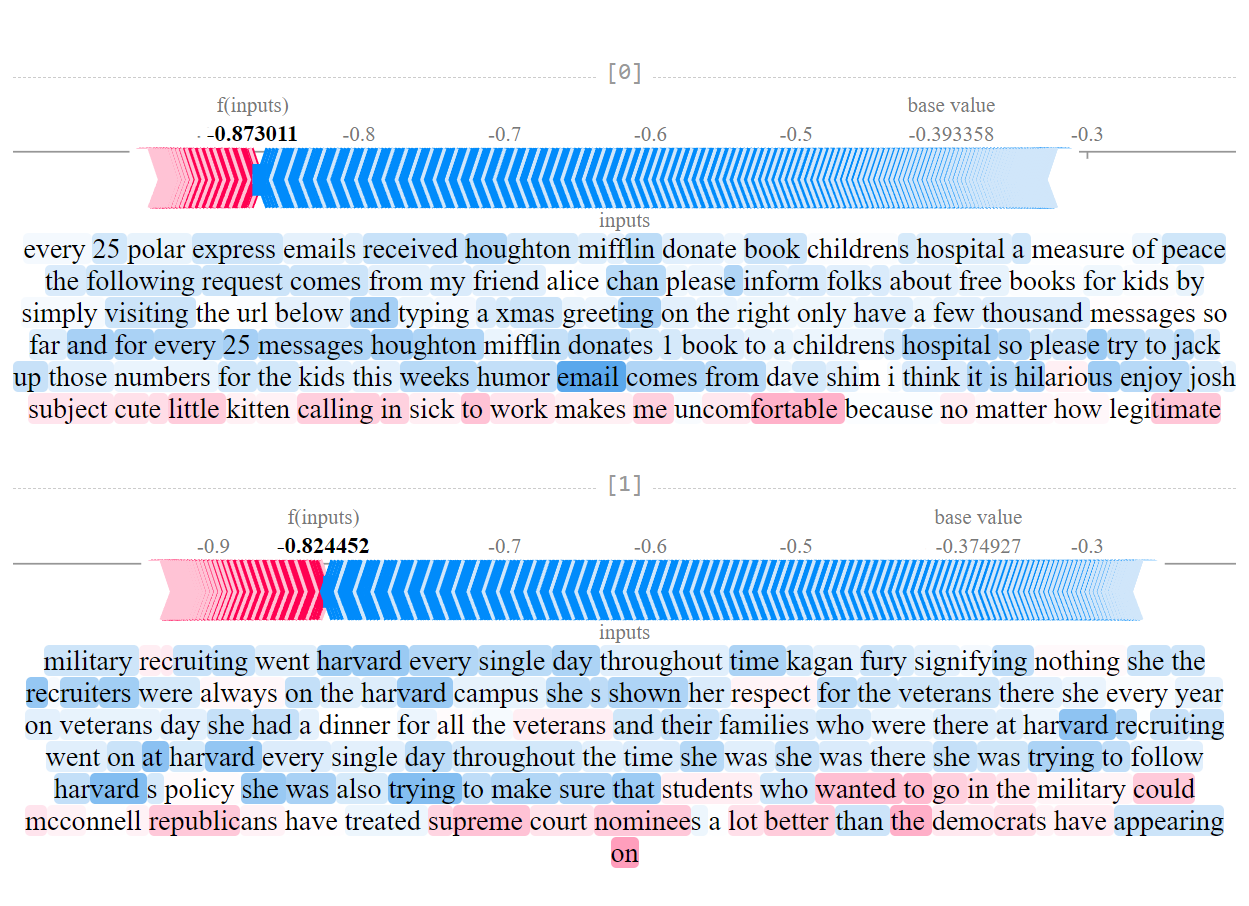 [0]
f(inputs) base value
-0.873011 -0.8 -0.7 -0.6 -0.5 -0.393358 -0.3
inputs
every 25 polar express emails received houghton mifflin donate book childrens hospital a measure of peace
the following request comes from my friend alice chan please inform folks about free books for kids by
simply visiting the url below and typing a xmas greeting on the right only have a few thousand messages so
far and for every 25 messages houghton mifflin donates 1 book to a childrens hospital so please try to jack
up those numbers for the kids this weeks humor email comes from dave shim i think it is hilarious enjoy josh
subject cute little kitten calling in sick to work makes me uncomfortable because no matter how legitimate
[1]
f(inputs) base value
-0.9 -0.824452 -0.7 -0.6 -0.5 -0.374927 -0.3
inputs
military recruiting went harvard every single day throughout time kagan fury signifying nothing she the
recruiters were always on the harvard campus she s shown her respect for the veterans there she every year
on veterans day she had a dinner for all the veterans and their families who were there at harvard recruiting
went on at harvard every single day throughout the time she was she was there she was trying to follow
harvard s policy she was also trying to make sure that students who wanted to go in the military could
mcconnell republicans have treated supreme court nominees a lot better than the democrats have appearing
on